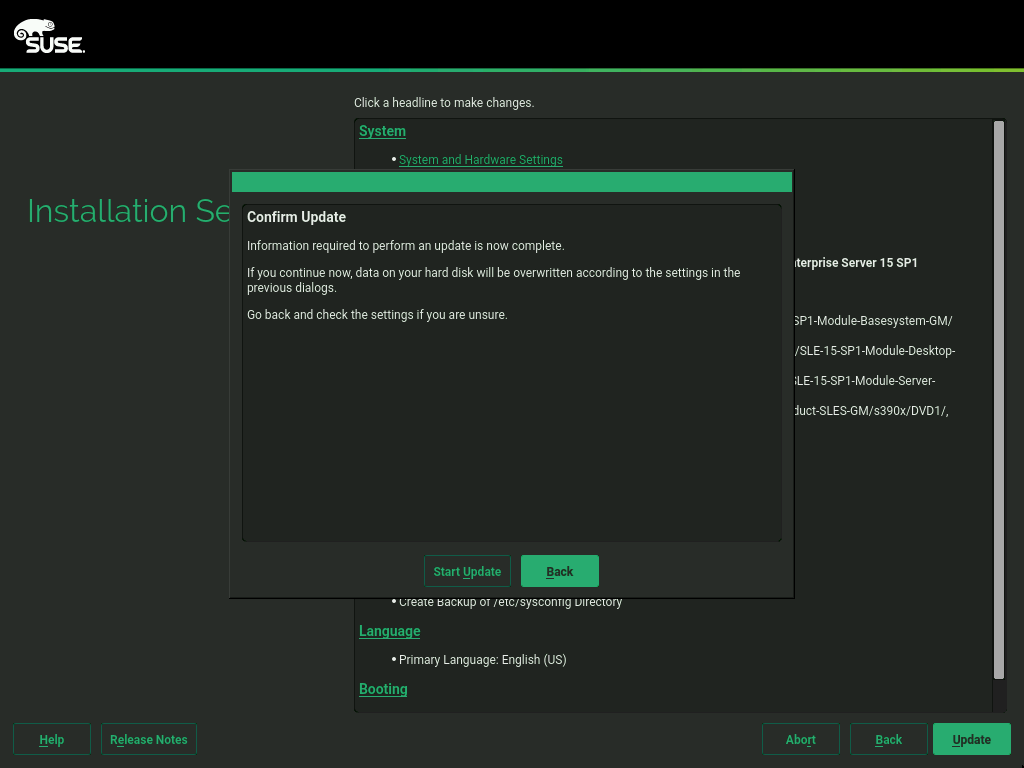 SUSE.
Click a headline to make changes.
System
• System and Hardware Settings
Installation Se
Confirm Update
Information required to perform an update is now complete.
If you continue now, data on your hard disk will be overwritten according to the settings in the
previous dialogs.
Go back and check the settings if you are unsure.
Start Update
Back
Enterprise Server 15 SP1
SP1-Module-Basesystem-GM/
/SLE-15-SP1-Module-Desktop-
SLE-15-SP1-Module-Server-
duct-SLES-GM/s390x/DVD1/,
• Create Backup of /etc/sysconfig Directory
Language
• Primary Language: English (US)
Booting
Help
Release Notes
Abort
Back
Update